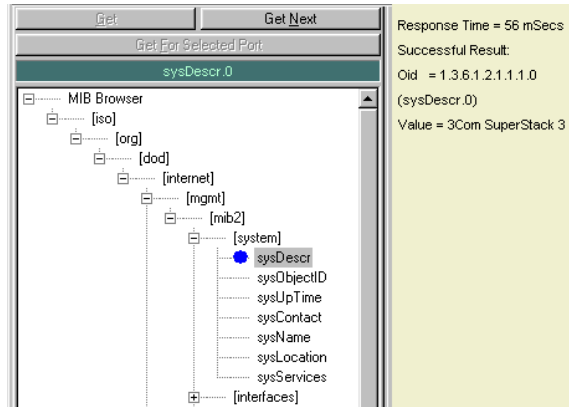 Get
Get Next
Get For Selected Port
sysDescr.0
MIB Browser
[iso]
[org]
[dod]
[internet]
[mgmt]
[mib2]
[system]
sysDescr
sysObjectID
sysUpTime
sysContact
sysName
sysLocation
sysServices
[interfaces]
Response Time = 56 mSecs
Successful Result:
Oid = 1.3.6.1.2.1.1.1.0
(sysDescr.0)
Value = 3Com SuperStack 3